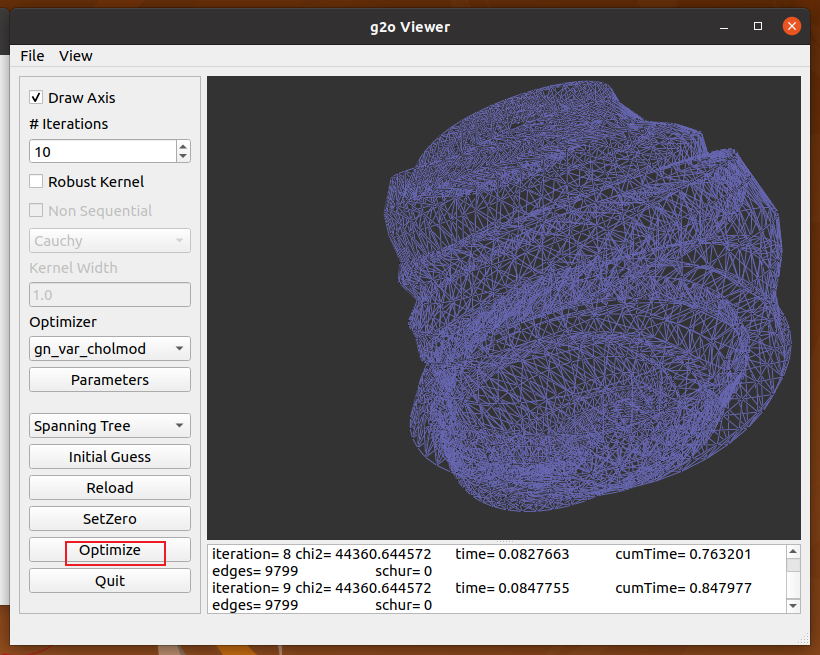 g2o Viewer
File View
Draw Axis
# Iterations
10
Robust Kernel
Non Sequential
Cauchy
Kernel Width
1.0
Optimizer
gn_var_cholmod
Parameters
Spanning Tree
Initial Guess
Reload
SetZero
Optimize
Quit
iteration= 8 chi2= 44360.644572 time= 0.0827663 cumTime= 0.763201
edges= 9799 schur= 0
iteration= 9 chi2= 44360.644572 time= 0.0847755 cumTime= 0.847977
edges= 9799 schur= 0